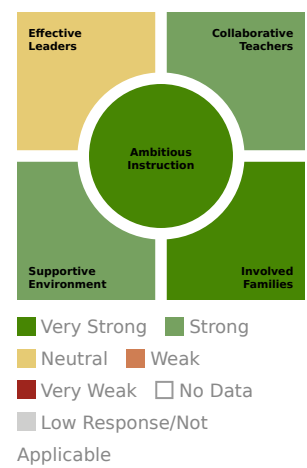 Effective
Leaders
Collaborative
Teachers
Ambitious
Instruction
Supportive
Environment
Involved
Families
Very Strong Strong
Neutral Weak
Very Weak No Data
Low Response/Not
Applicable